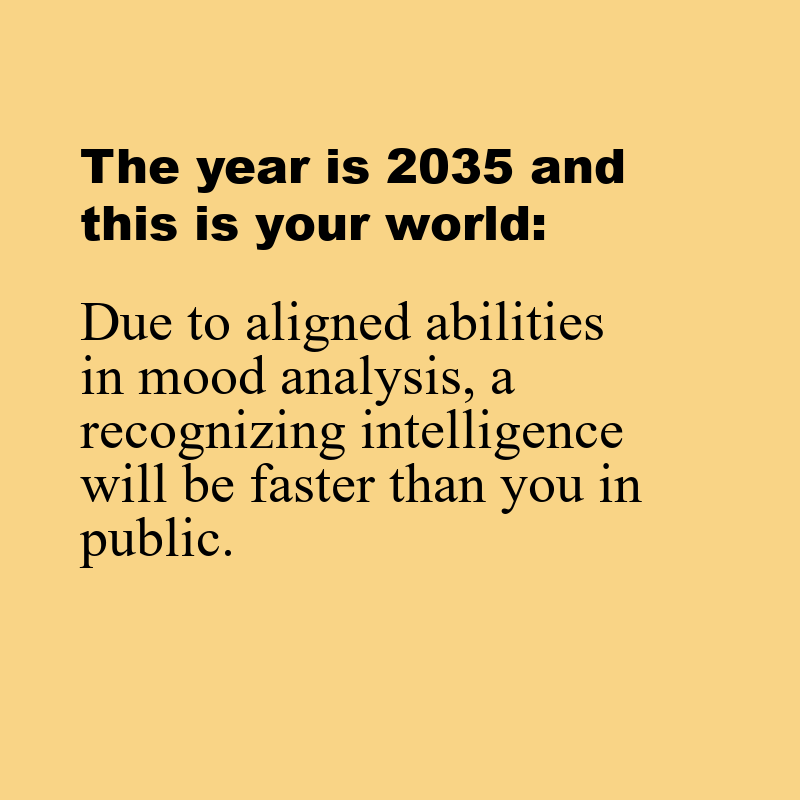 The year is 2035 and
this is your world:
Due to aligned abilities
in mood analysis, a
recognizing intelligence
will be faster than you in
public.